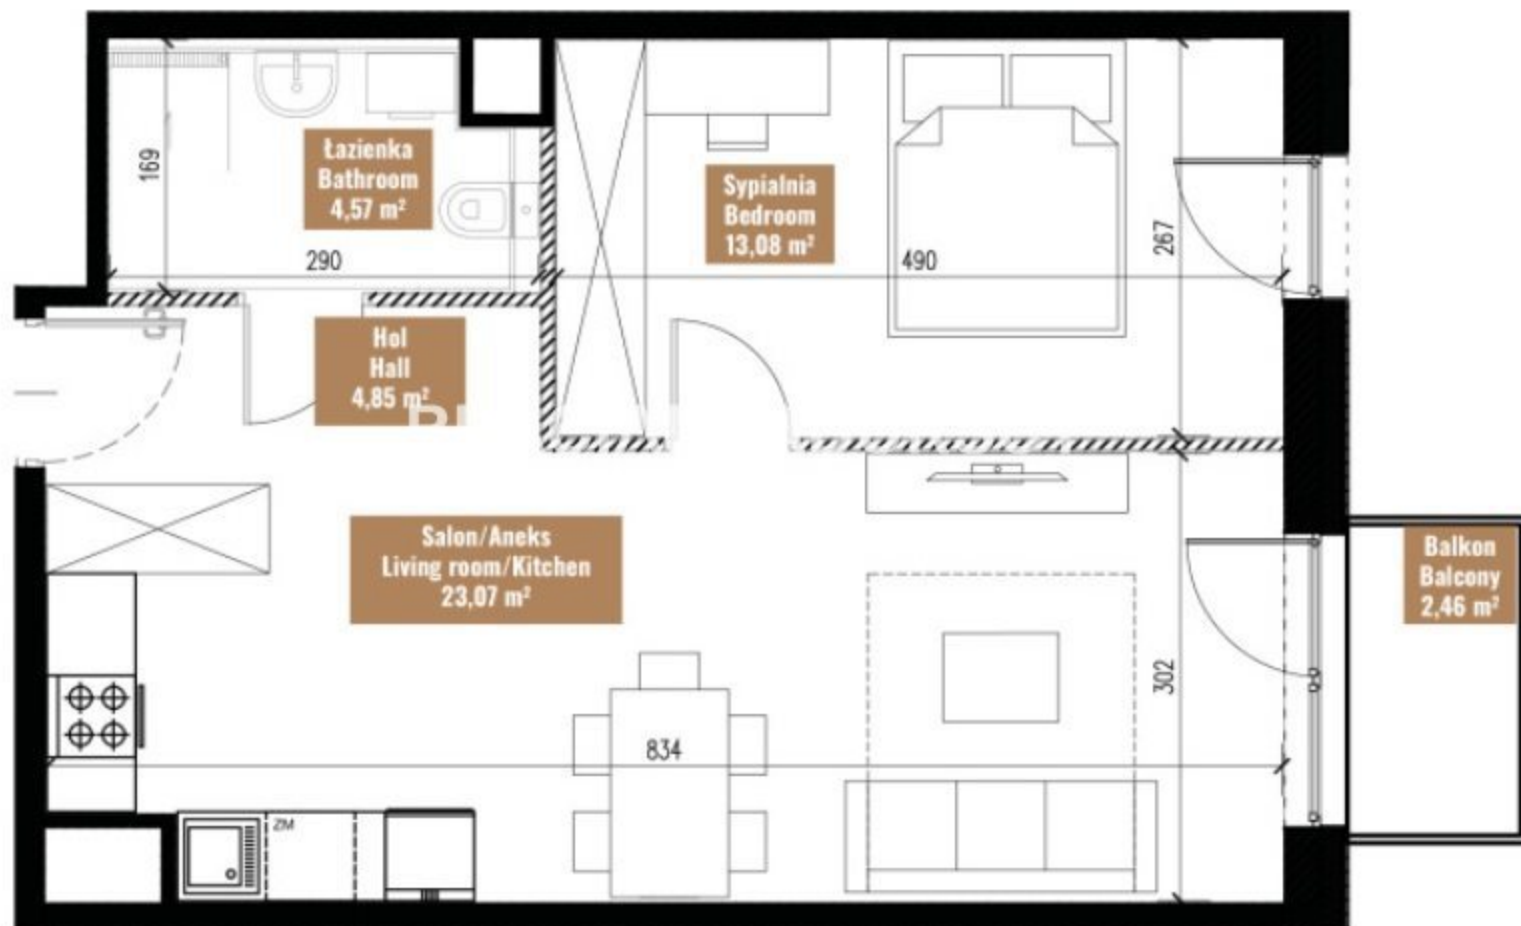 Łazienka
Bathroom
4,57 m²
169
290
Sypialnia
Bedroom
13,08 m²
490
267
Hol
Hall
4,85 m²
Salon/Aneks
Living room/Kitchen
23,07 m²
Balkon
Balcony
2,46 m²
302
834
ZM